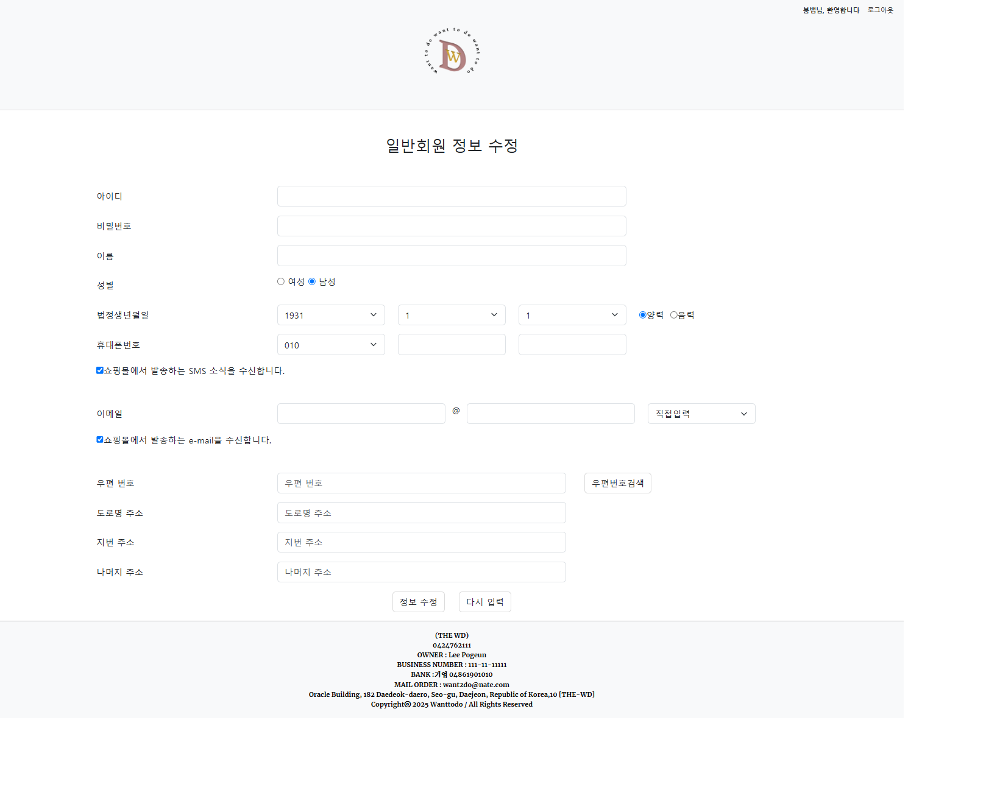 붐뱁님, 환영합니다 로그아웃
want to do want to do want to do
DW
일반회원 정보 수정
아이디
비밀번호
이름
성별 여성 남성
법정생년월일 1931 1 1 양력 음력
휴대폰번호 010
쇼핑몰에서 발송하는 SMS 소식을 수신합니다.
이메일 @ 직접입력
쇼핑몰에서 발송하는 e-mail을 수신합니다.
우편 번호 우편 번호 우편번호검색
도로명 주소 도로명 주소
지번 주소 지번 주소
나머지 주소 나머지 주소
정보 수정 다시 입력
(THE WD)
0424762111
OWNER : Lee Pogeun
BUSINESS NUMBER : 111-11-11111
BANK :기업 04861901010
MAIL ORDER : want2do@nate.com
Oracle Building, 182 Daedeok-daero, Seo-gu, Daejeon, Republic of Korea,10 [THE-WD]
Copyrightⓒ 2025 Wanttodo / All Rights Reserved